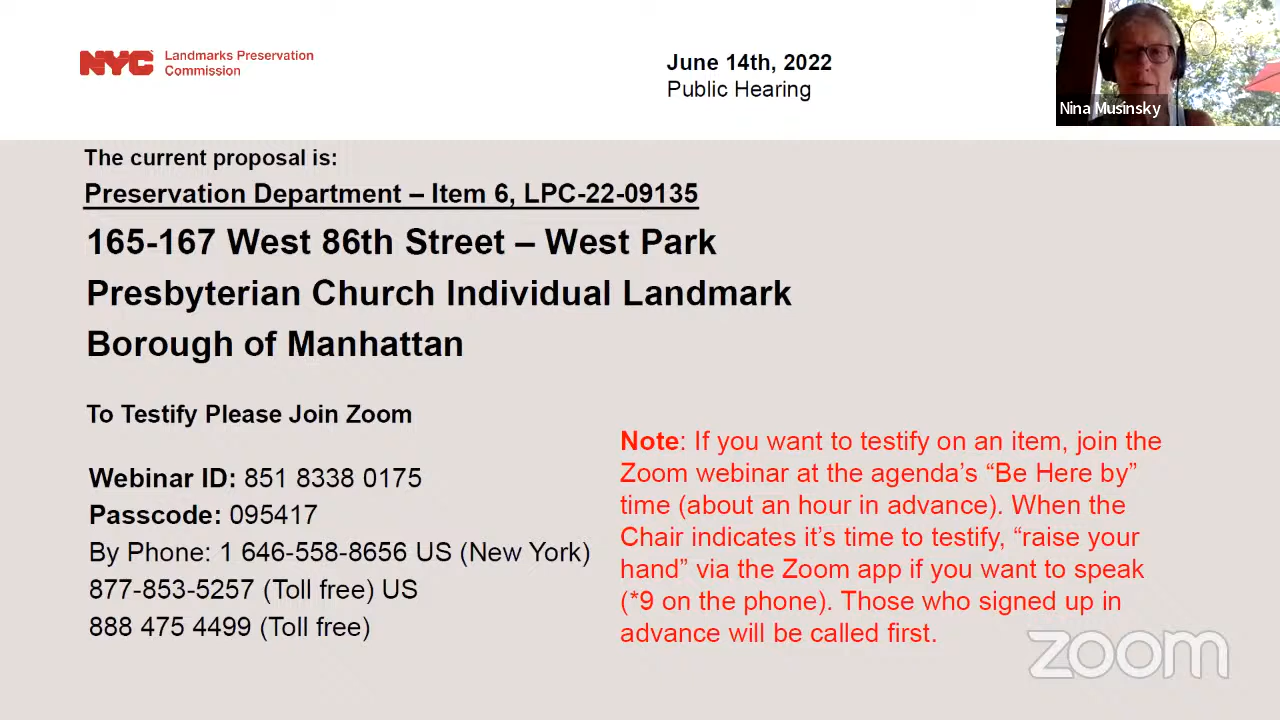 NYC Landmarks Preservation
Commission
June 14th, 2022
Public Hearing
Nina Musinsky
The current proposal is:
Preservation Department – Item 6, LPC-22-09135
165-167 West 86th Street – West Park
Presbyterian Church Individual Landmark
Borough of Manhattan
To Testify Please Join Zoom
Webinar ID: 851 8338 0175
Passcode: 095417
By Phone: 1 646-558-8656 US (New York)
877-853-5257 (Toll free) US
888 475 4499 (Toll free)
Note: If you want to testify on an item, join the
Zoom webinar at the agenda’s “Be Here by”
time (about an hour in advance). When the
Chair indicates it’s time to testify, “raise your
hand” via the Zoom app if you want to speak
(*9 on the phone). Those who signed up in
advance will be called first.
zoom